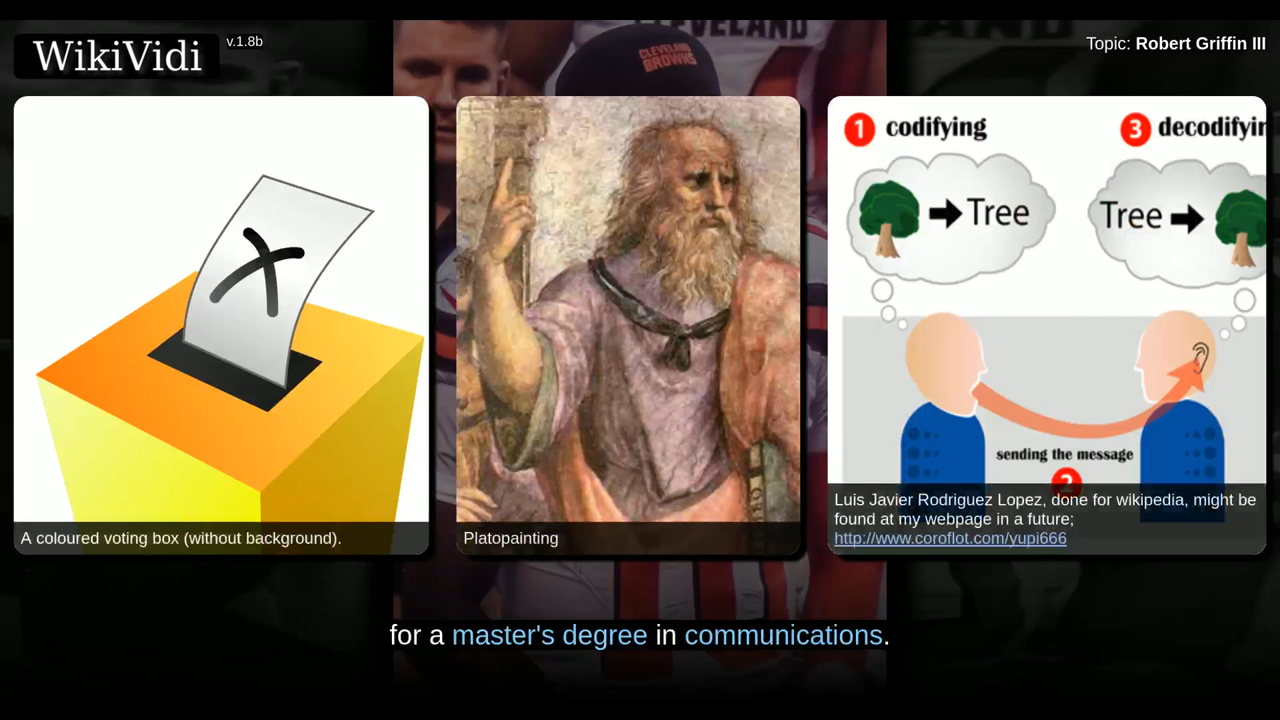 WikiVidi
v.1.8b
Topic: Robert Griffin III
CLEVELAND
CLEVELAND
BROWNS
1 codifying
3 decodifyin
Tree
Tree
sending the message
2
A coloured voting box (without background).
Platopainting
Luis Javier Rodriguez Lopez, done for wikipedia, might be
found at my webpage in a future;
http://www.coroflot.com/yupi666
for a master's degree in communications.